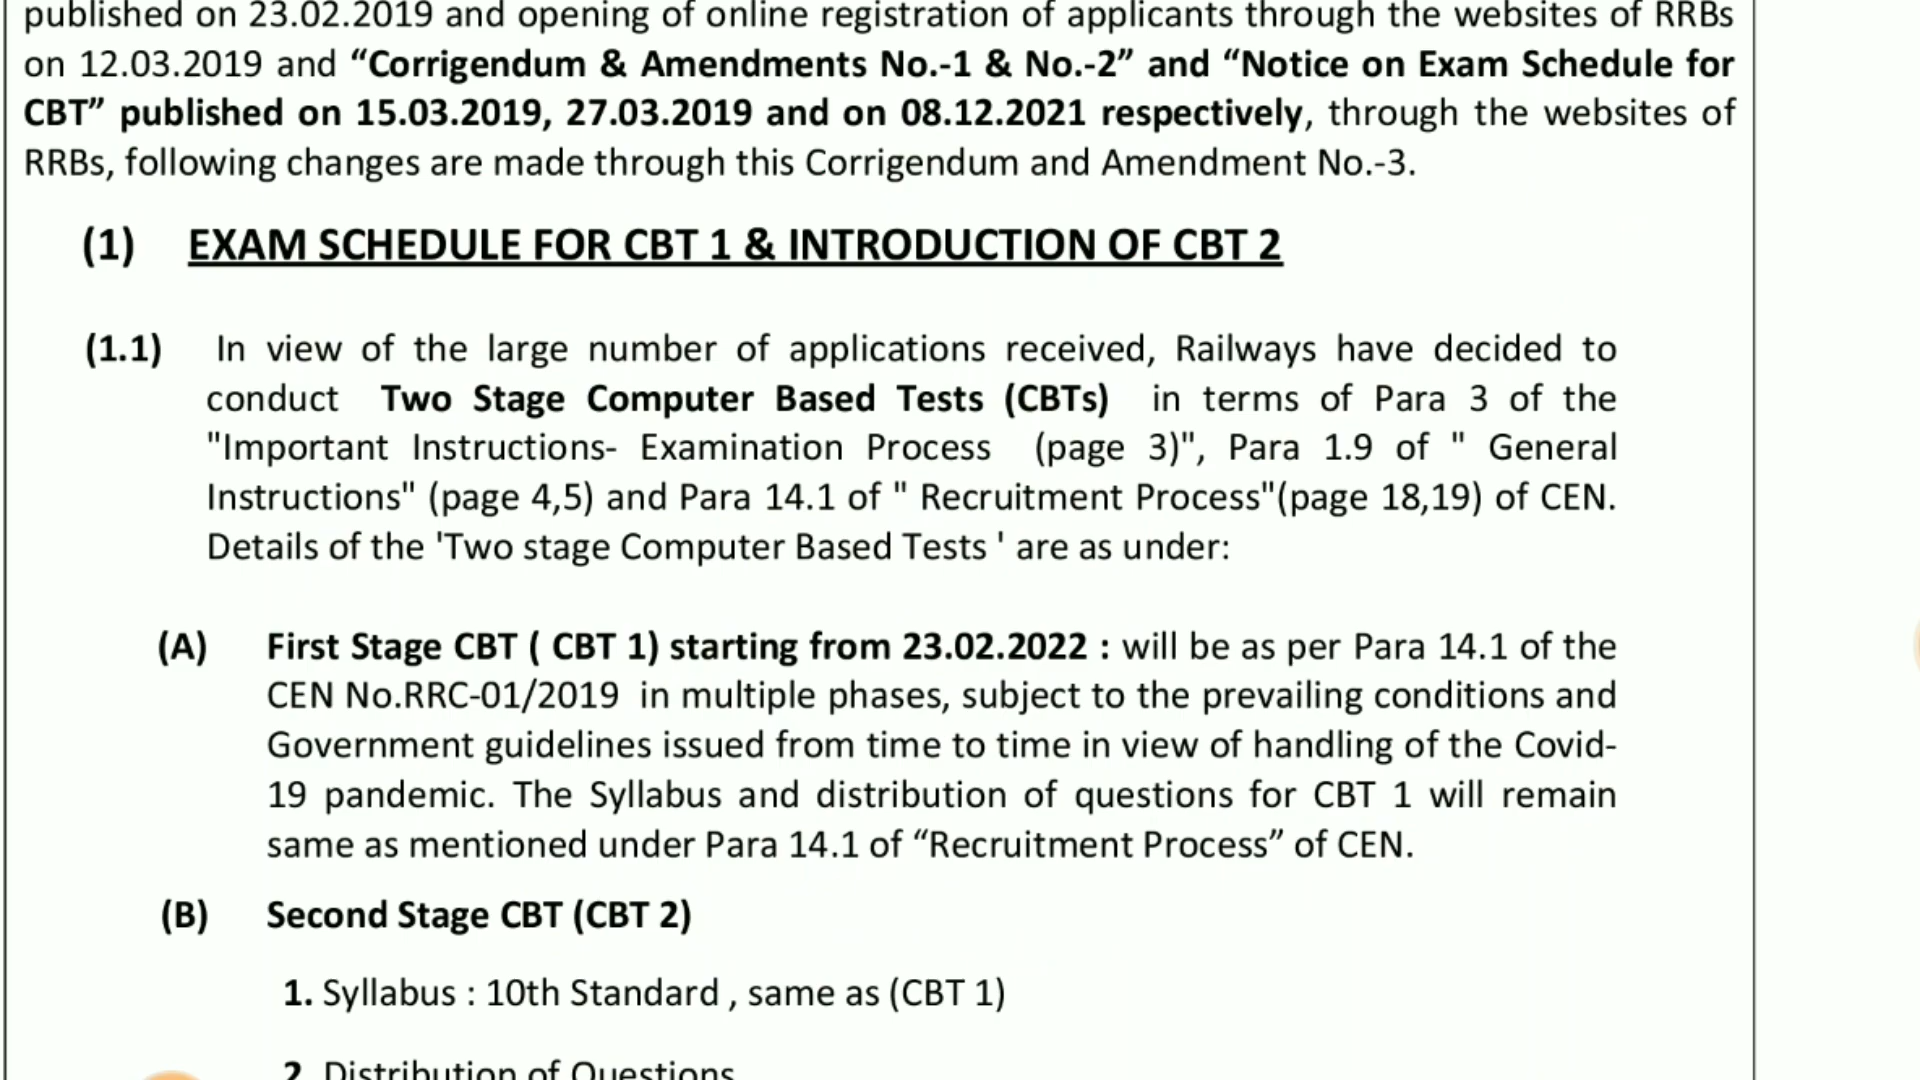 published on 23.02.2019 and opening of online registration of applicants through the websites of RRBs
on 12.03.2019 and “Corrigendum & Amendments No.-1 & No.-2” and “Notice on Exam Schedule for
CBT” published on 15.03.2019, 27.03.2019 and on 08.12.2021 respectively, through the websites of
RRBs, following changes are made through this Corrigendum and Amendment No.-3.
(1) EXAM SCHEDULE FOR CBT 1 & INTRODUCTION OF CBT 2
(1.1) In view of the large number of applications received, Railways have decided to
conduct Two Stage Computer Based Tests (CBTs) in terms of Para 3 of the
"Important Instructions- Examination Process (page 3)", Para 1.9 of " General
Instructions" (page 4,5) and Para 14.1 of " Recruitment Process"(page 18,19) of CEN.
Details of the 'Two stage Computer Based Tests ' are as under:
(A) First Stage CBT ( CBT 1) starting from 23.02.2022 : will be as per Para 14.1 of the
CEN No.RRC-01/2019 in multiple phases, subject to the prevailing conditions and
Government guidelines issued from time to time in view of handling of the Covid-
19 pandemic. The Syllabus and distribution of questions for CBT 1 will remain
same as mentioned under Para 14.1 of “Recruitment Process” of CEN.
(B) Second Stage CBT (CBT 2)
1. Syllabus : 10th Standard , same as (CBT 1)
2. Distribution of Questions